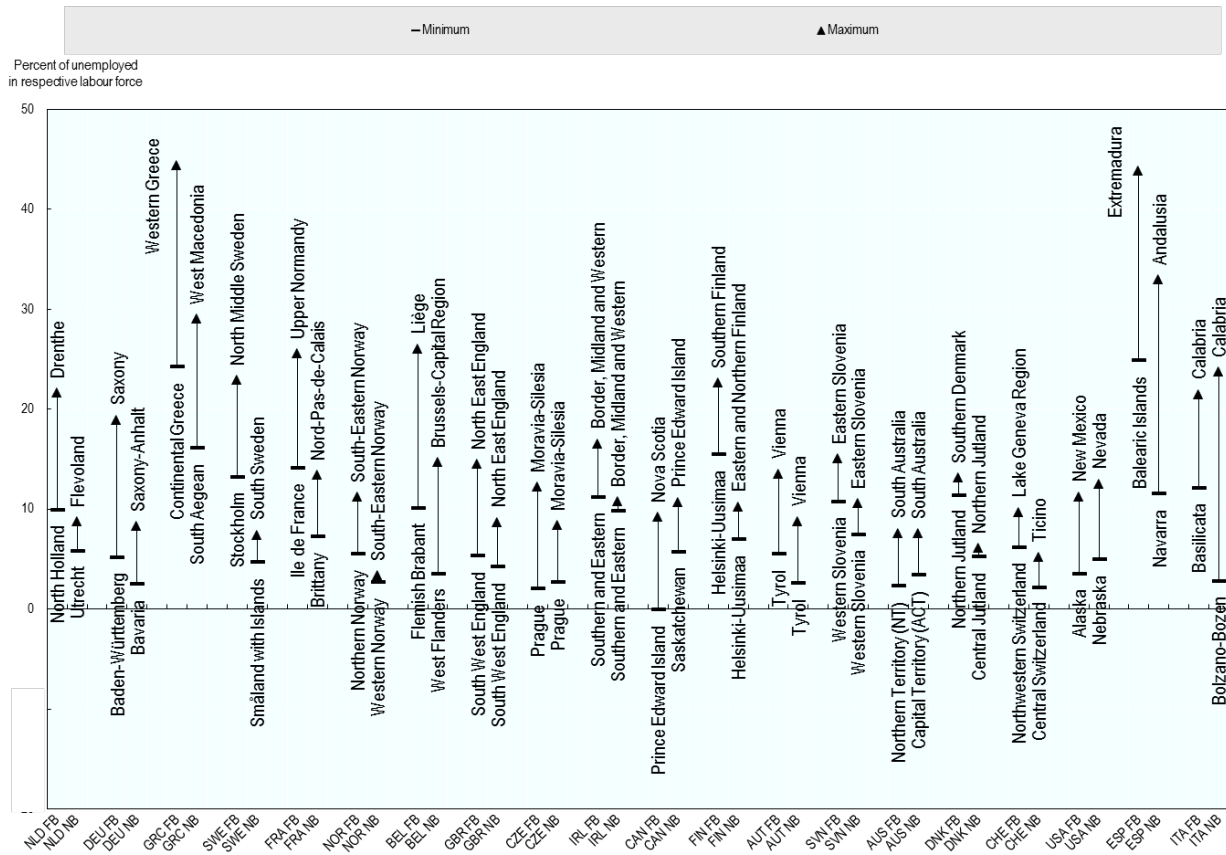 Minimum
Maximum
Percent of unemployed
in respective labour force
50
40
30
20
10
0
Drenthe
North Holland
Flevoland
Utrecht
Saxony
Baden-Württemberg
Saxony-Anhalt
Bavaria
Western Greece
Continental Greece
West Macedonia
South Aegean
North Middle Sweden
Stockholm
South Sweden
Småland with Islands
Upper Normandy
Ile de France
Nord-Pas-de-Calais
Brittany
South-Eastern Norway
Northern Norway
South-Eastern Norway
Western Norway
Liège
Flemish Brabant
Brussels-Capital Region
West Flanders
North East England
South West England
North East England
South West England
Moravia-Silesia
Prague
Moravia-Silesia
Prague
Border, Midland and Western
Southern and Eastern
Border, Midland and Western
Southern and Eastern
Nova Scotia
Prince Edward Island
Prince Edward Island
Saskatchewan
Southern Finland
Helsinki-Uusimaa
Eastern and Northern Finland
Helsinki-Uusimaa
Vienna
Tyrol
Vienna
Tyrol
Eastern Slovenia
Western Slovenia
Eastern Slovenia
Western Slovenia
South Australia
Northern Territory (NT)
South Australia
Capital Territory (ACT)
Southern Denmark
Northern Jutland
Northern Jutland
Central Jutland
Lake Geneva Region
Northwestern Switzerland
Ticino
Central Switzerland
New Mexico
Alaska
Nevada
Nebraska
Extremadura
Balearic Islands
Andalusia
Navarra
Calabria
Basilicata
Calabria
Bolzano-Bozen
NLD FB
NLD NB
DEU FB
DEU NB
GRC FB
GRC NB
SWE FB
SWE NB
FRA FB
FRA NB
NOR FB
NOR NB
BEL FB
BEL NB
GBR FB
GBR NB
CZE FB
CZE NB
IRL FB
IRL NB
CAN FB
CAN NB
FIN FB
FIN NB
AUT FB
AUT NB
SVN FB
SVN NB
AUS FB
AUS NB
DNK FB
DNK NB
CHE FB
CHE NB
USA FB
USA NB
ESP FB
ESP NB
ITA FB
ITA NB